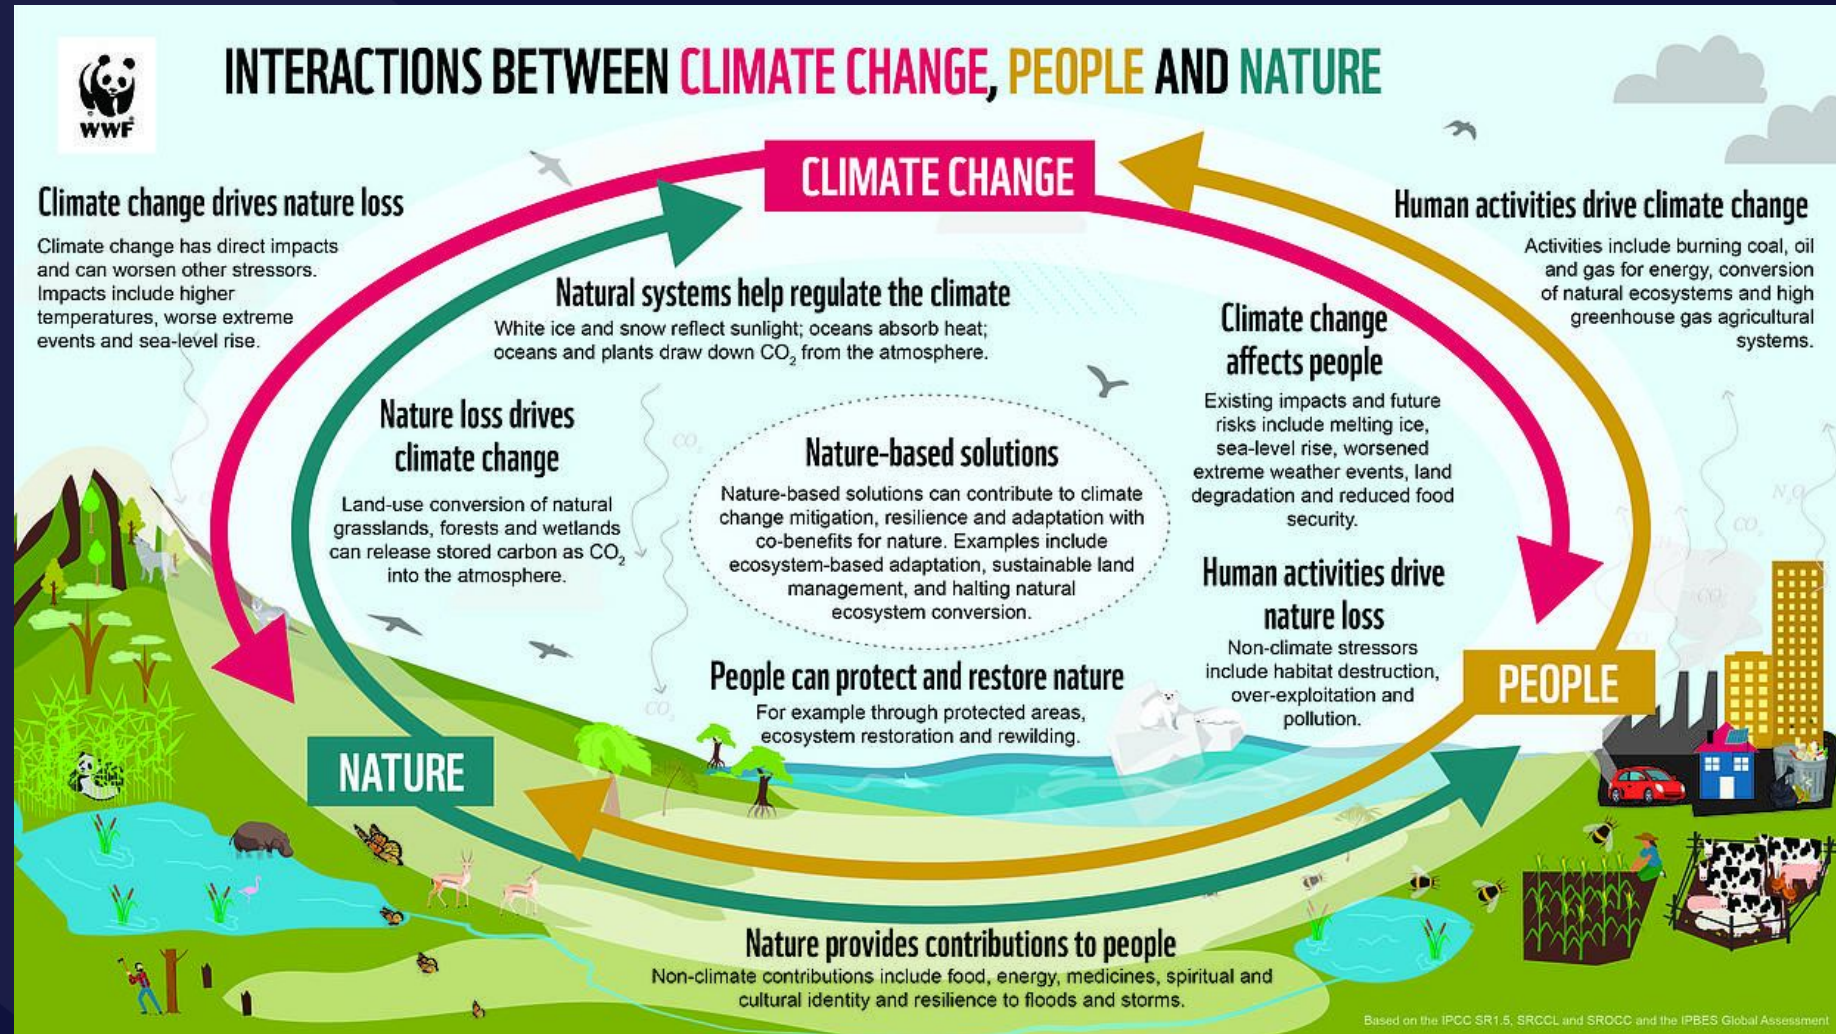 WWF
INTERACTIONS BETWEEN CLIMATE CHANGE, PEOPLE AND NATURE
CLIMATE CHANGE
Climate change drives nature loss
Climate change has direct impacts
and can worsen other stressors.
Impacts include higher
temperatures, worse extreme
events and sea-level rise.
Human activities drive climate change
Activities include burning coal, oil
and gas for energy, conversion
of natural ecosystems and high
greenhouse gas agricultural
systems.
Natural systems help regulate the climate
White ice and snow reflect sunlight; oceans absorb heat;
oceans and plants draw down CO₂ from the atmosphere.
Climate change
affects people
Existing impacts and future
risks include melting ice,
sea-level rise, worsened
extreme weather events, land
degradation and reduced food
security.
Nature loss drives
climate change
Land-use conversion of natural
grasslands, forests and wetlands
can release stored carbon as CO₂
into the atmosphere.
CO₂
Nature-based solutions
Nature-based solutions can contribute to climate
change mitigation, resilience and adaptation with
co-benefits for nature. Examples include
ecosystem-based adaptation, sustainable land
management, and halting natural
ecosystem conversion.
N₂O
CO₂
CO₂
Human activities drive
nature loss
Non-climate stressors
include habitat destruction,
over-exploitation and
pollution.
People can protect and restore nature
For example through protected areas,
ecosystem restoration and rewilding.
CO₂
PEOPLE
NATURE
Nature provides contributions to people
Non-climate contributions include food, energy, medicines, spiritual and
cultural identity and resilience to floods and storms.
Based on the IPCC SR1.5, SRCCL and SROCC and the IPBES Global Assessment